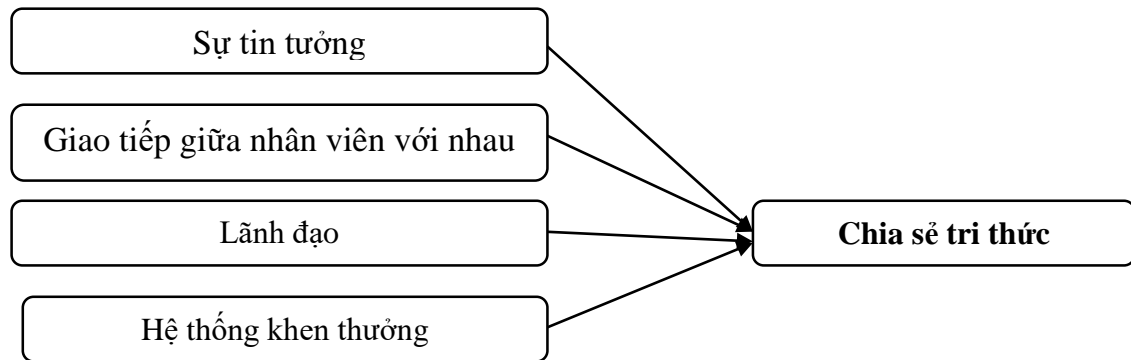 Sự tin tưởng
Giao tiếp giữa nhân viên với nhau
Lãnh đạo
Chia sẻ tri thức
Hệ thống khen thưởng